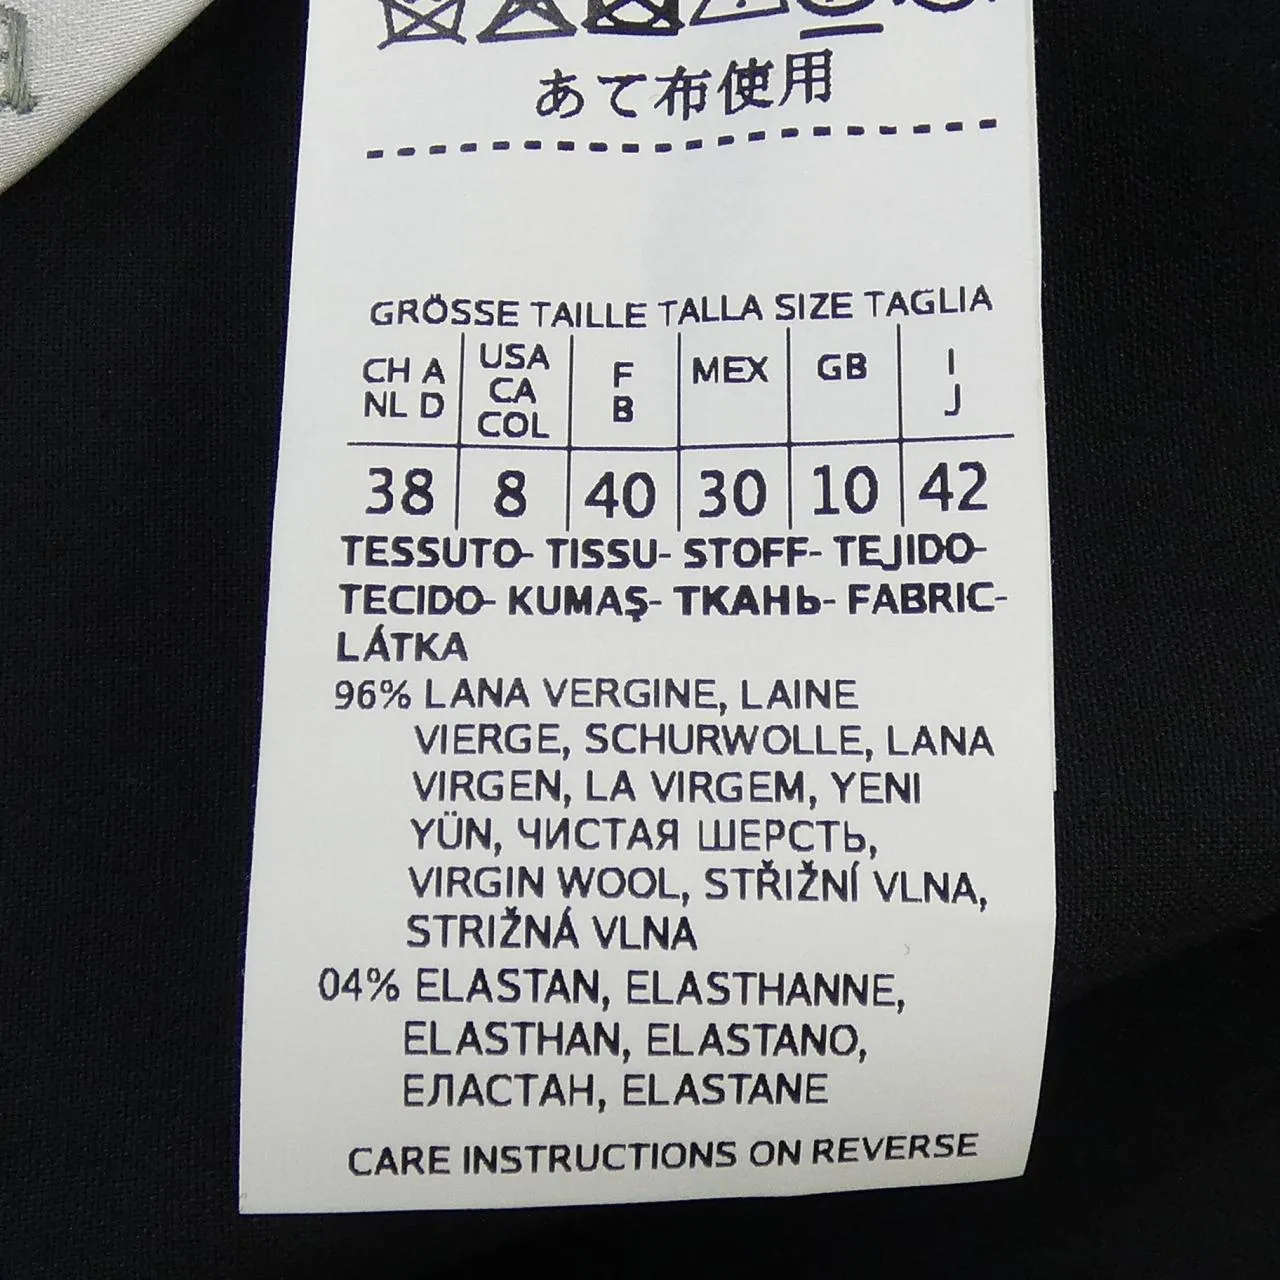 あて布使用
GRÖSSE TAILLE TALLA SIZE TAGLIA
CH A NL D USA CA COL F B MEX GB I J
38 8 40 30 10 42
TESSUTO- TISSU- STOFF- TEJIDO-
TECIDO- KUMAŞ- ТКАНЬ- FABRIC-
LÁTKA
96% LANA VERGINE, LAINE
VIERGE, SCHURWOLLE, LANA
VIRGEN, LA VIRGEM, YENI
YÜN, ЧИСТАЯ ШЕРСТЬ,
VIRGIN WOOL, STŘIŽNÍ VLNA,
STRIŽNÁ VLNA
04% ELASTAN, ELASTHANNE,
ELASTHAN, ELASTANO,
ЕЛАСТАН, ELASTANE
CARE INSTRUCTIONS ON REVERSE